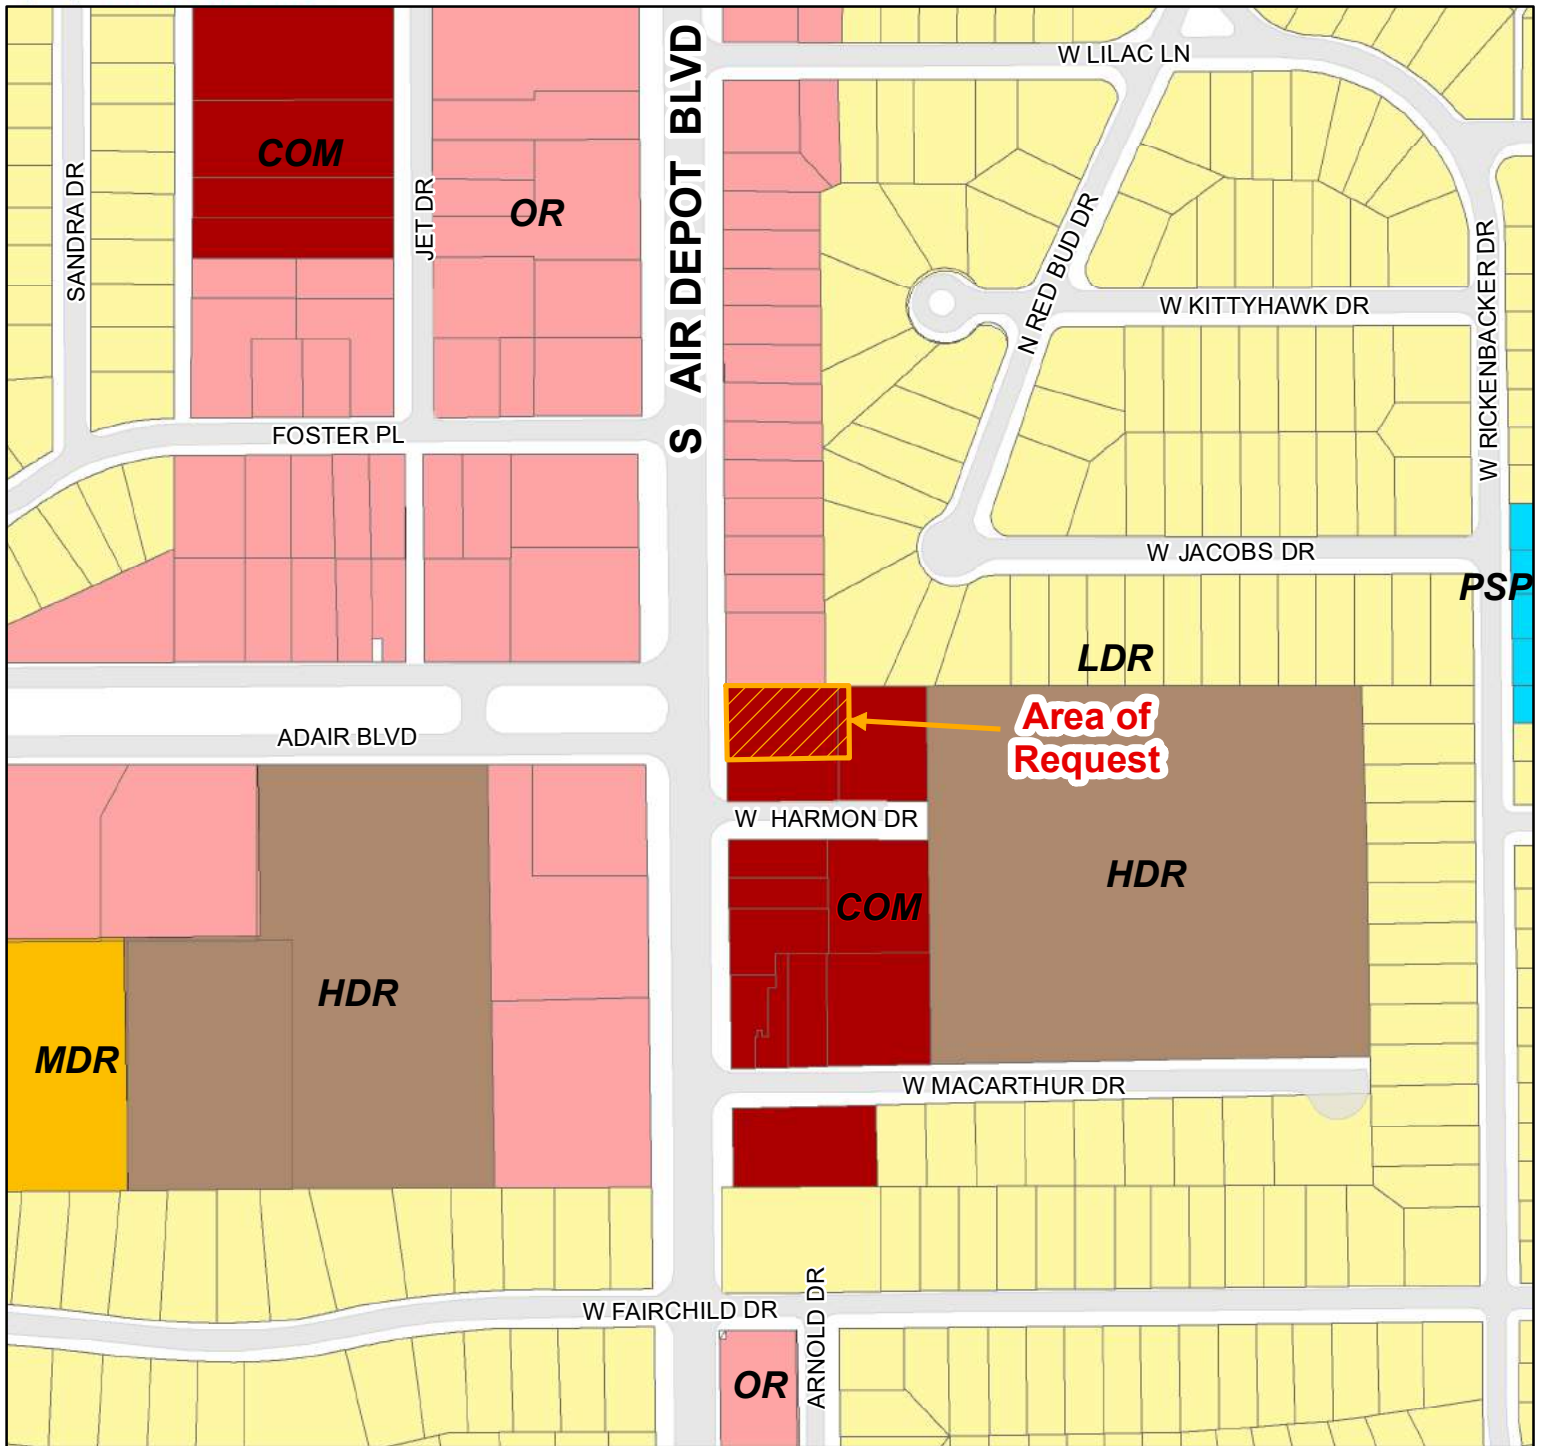 W LILAC LN
S AIR DEPOT BLVD
COM
SANDRA DR
JET DR
OR
N RED BUD DR
W KITTYHAWK DR
W RICKENBACKER DR
FOSTER PL
W JACOBS DR
PSP
LDR
Area of
Request
ADAIR BLVD
W HARMON DR
HDR
COM
HDR
MDR
W MACARTHUR DR
W FAIRCHILD DR
ARNOLD DR
OR